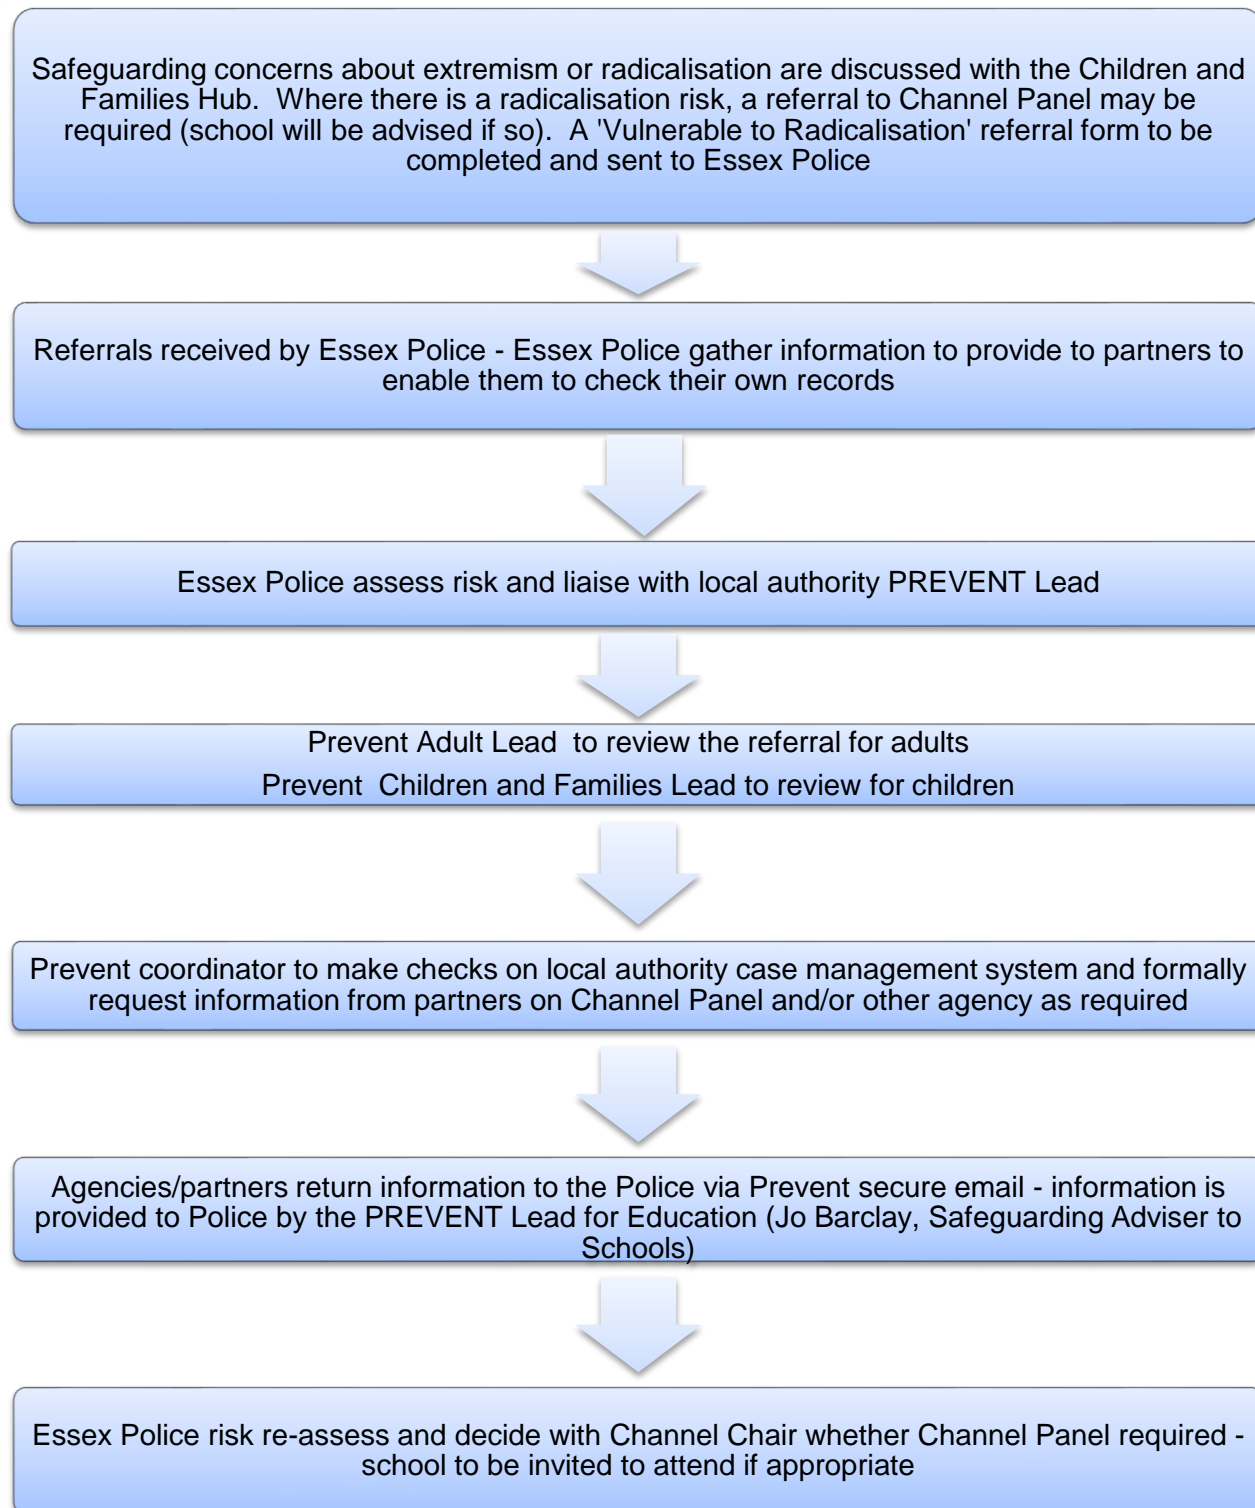 Safeguarding concerns about extremism or radicalisation are discussed with the Children and
Families Hub.  Where there is a radicalisation risk, a referral to Channel Panel may be
required (school will be advised if so).  A 'Vulnerable to Radicalisation' referral form to be
completed and sent to Essex Police
Referrals received by Essex Police - Essex Police gather information to provide to partners to
enable them to check their own records
Essex Police assess risk and liaise with local authority PREVENT Lead
Prevent Adult Lead  to review the referral for adults
Prevent  Children and Families Lead to review for children
Prevent coordinator to make checks on local authority case management system and formally
request information from partners on Channel Panel and/or other agency as required
Agencies/partners return information to the Police via Prevent secure email - information is
provided to Police by the PREVENT Lead for Education (Jo Barclay, Safeguarding Adviser to
Schools)
Essex Police risk re-assess and decide with Channel Chair whether Channel Panel required -
school to be invited to attend if appropriate